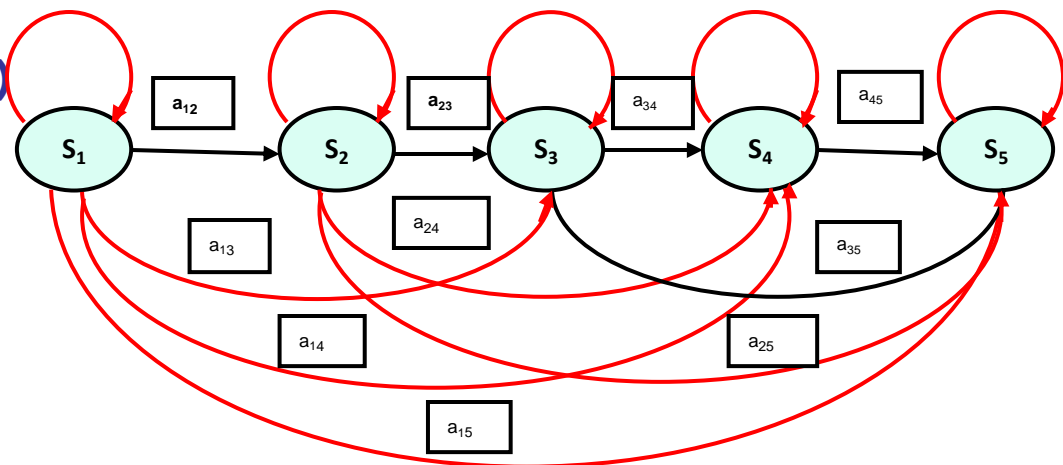 a₁₂
a₂₃
a₃₄
a₄₅
S₁
S₂
S₃
S₄
S₅
a₁₃
a₂₄
a₃₅
a₁₄
a₂₅
a₁₅